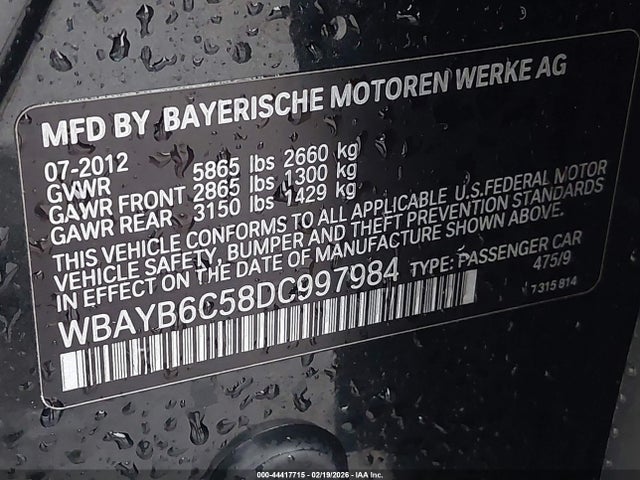 MFD BY BAYERISCHE MOTOREN WERKE AG
07-2012
GVWR 5865 lbs 2660 kg
GAWR FRONT 2865 lbs 1300 kg
GAWR REAR 3150 lbs 1429 kg
THIS VEHICLE CONFORMS TO ALL APPLICABLE U.S.FEDERAL MOTOR
VEHICLE SAFETY, BUMPER AND THEFT PREVENTION STANDARDS
IN EFFECT ON THE DATE OF MANUFACTURE SHOWN ABOVE.
WBAYB6C58DC997984 TYPE: PASSENGER CAR
475/9
7 315 814
000-44417715 - 02/19/2026 - IAA Inc.